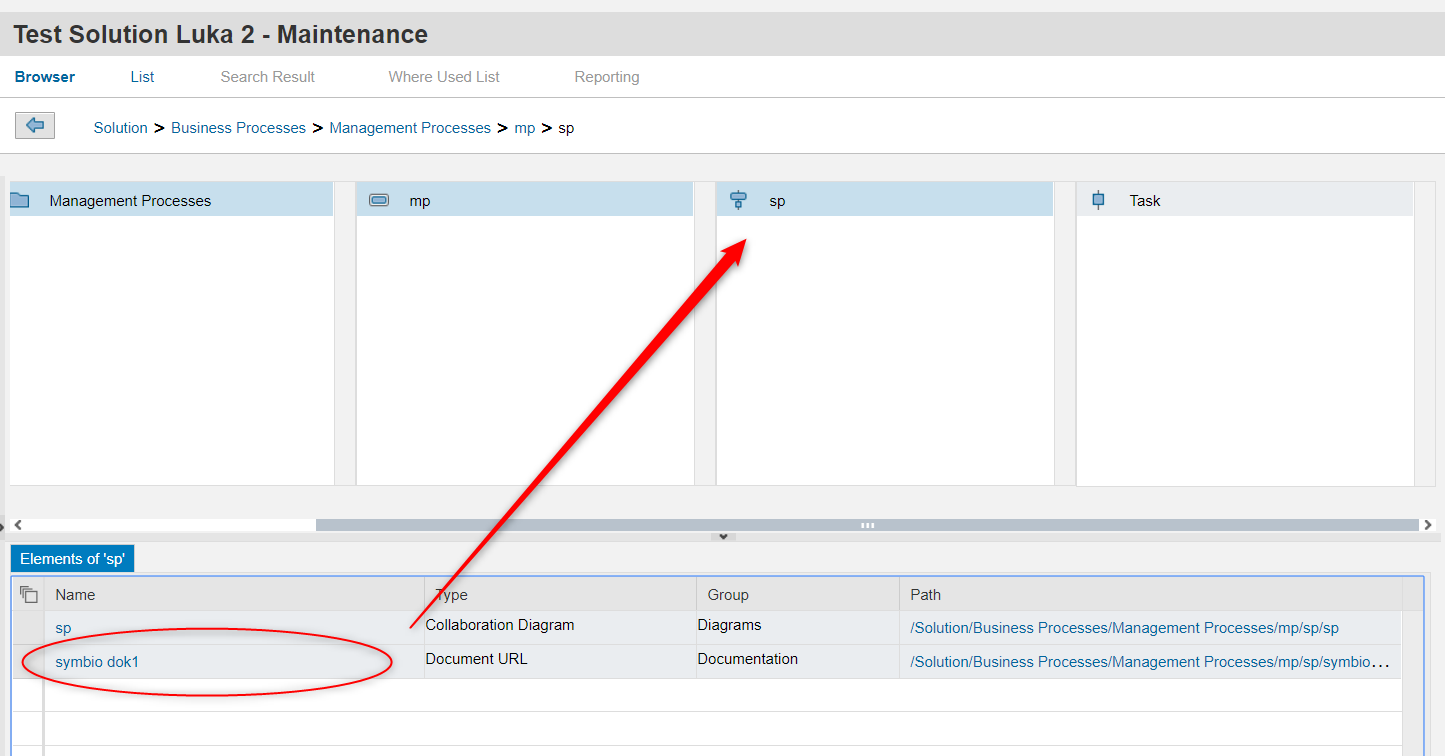 Test Solution Luka 2 - Maintenance
Browser List Search Result Where Used List Reporting
Solution > Business Processes > Management Processes > mp > sp
Management Processes mp sp Task
Elements of 'sp'
Name Type Group Path
sp Collaboration Diagram Diagrams /Solution/Business Processes/Management Processes/mp/sp/sp
symbio dok1 Document URL Documentation /Solution/Business Processes/Management Processes/mp/sp/symbio...